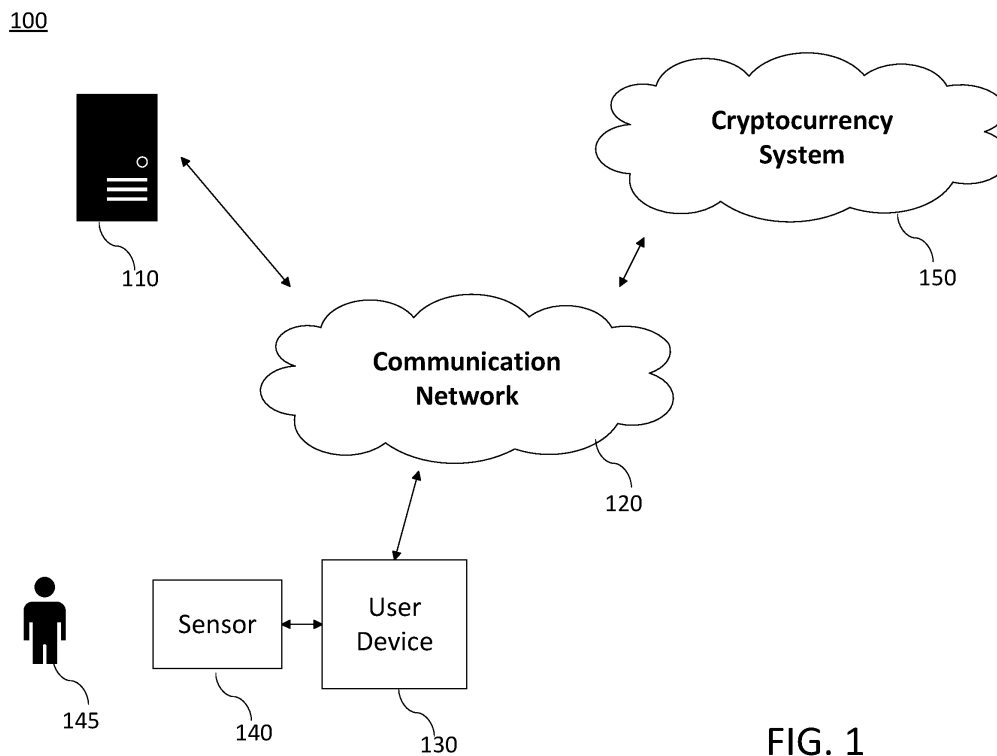 100
Cryptocurrency
System
110
150
Communication
Network
120
Sensor
User
Device
145
140
130
FIG. 1